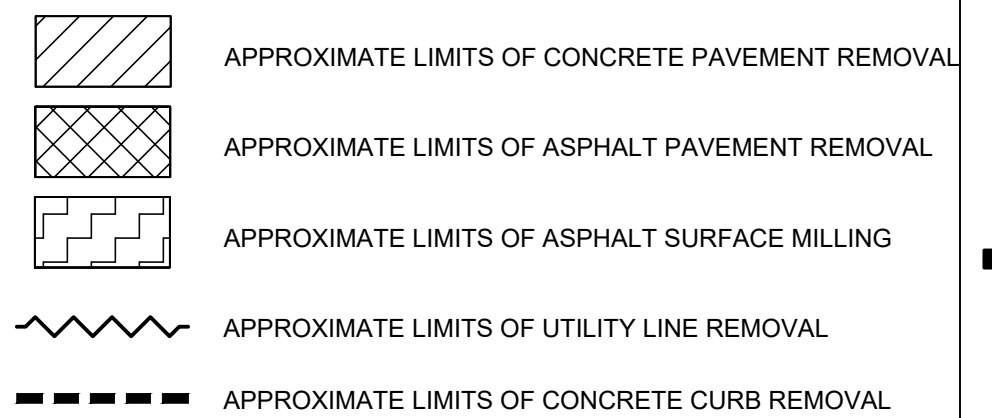 APPROXIMATE LIMITS OF CONCRETE PAVEMENT REMOVAL
APPROXIMATE LIMITS OF ASPHALT PAVEMENT REMOVAL
APPROXIMATE LIMITS OF ASPHALT SURFACE MILLING
APPROXIMATE LIMITS OF UTILITY LINE REMOVAL
APPROXIMATE LIMITS OF CONCRETE CURB REMOVAL